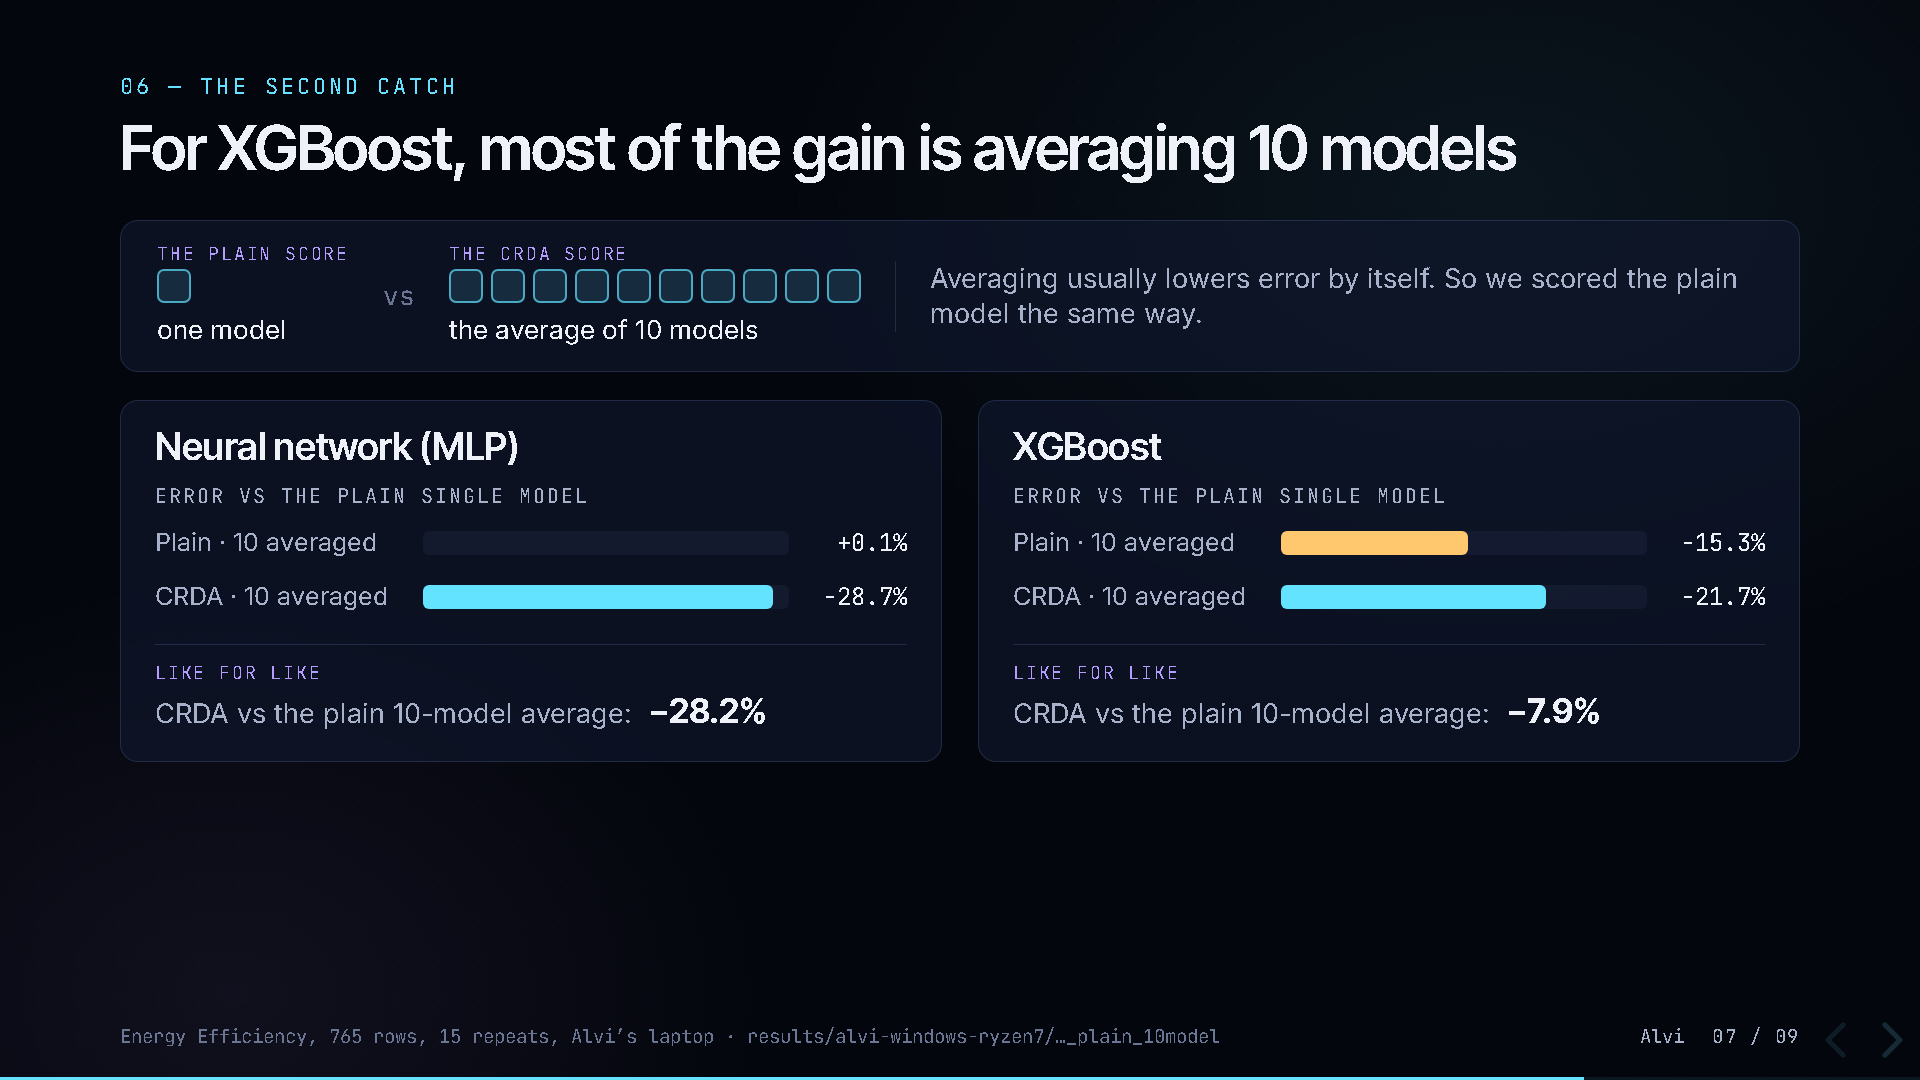 06 — THE SECOND CATCH
For XGBoost, most of the gain is averaging 10 models
THE PLAIN SCORE
one model
vs
THE CRDA SCORE
the average of 10 models
Averaging usually lowers error by itself. So we scored the plain
model the same way.
Neural network (MLP)
ERROR VS THE PLAIN SINGLE MODEL
Plain · 10 averaged +0.1%
CRDA · 10 averaged -28.7%
LIKE FOR LIKE
CRDA vs the plain 10-model average: −28.2%
XGBoost
ERROR VS THE PLAIN SINGLE MODEL
Plain · 10 averaged -15.3%
CRDA · 10 averaged -21.7%
LIKE FOR LIKE
CRDA vs the plain 10-model average: −7.9%
Energy Efficiency, 765 rows, 15 repeats, Alvi’s laptop · results/alvi-windows-ryzen7/…_plain_10model
Alvi 07 / 09